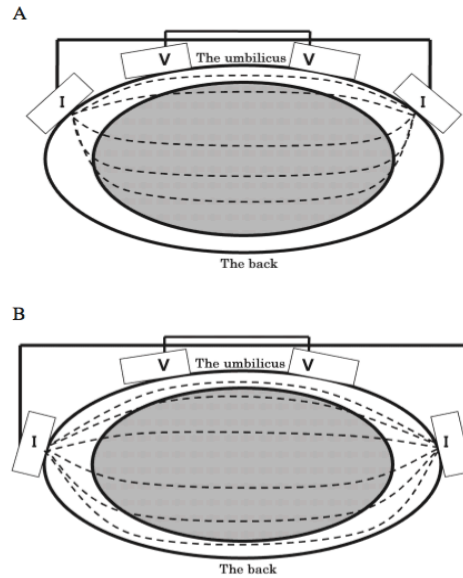 A
V The umbilicus V
I I
The back
B
V The umbilicus V
I I
The back